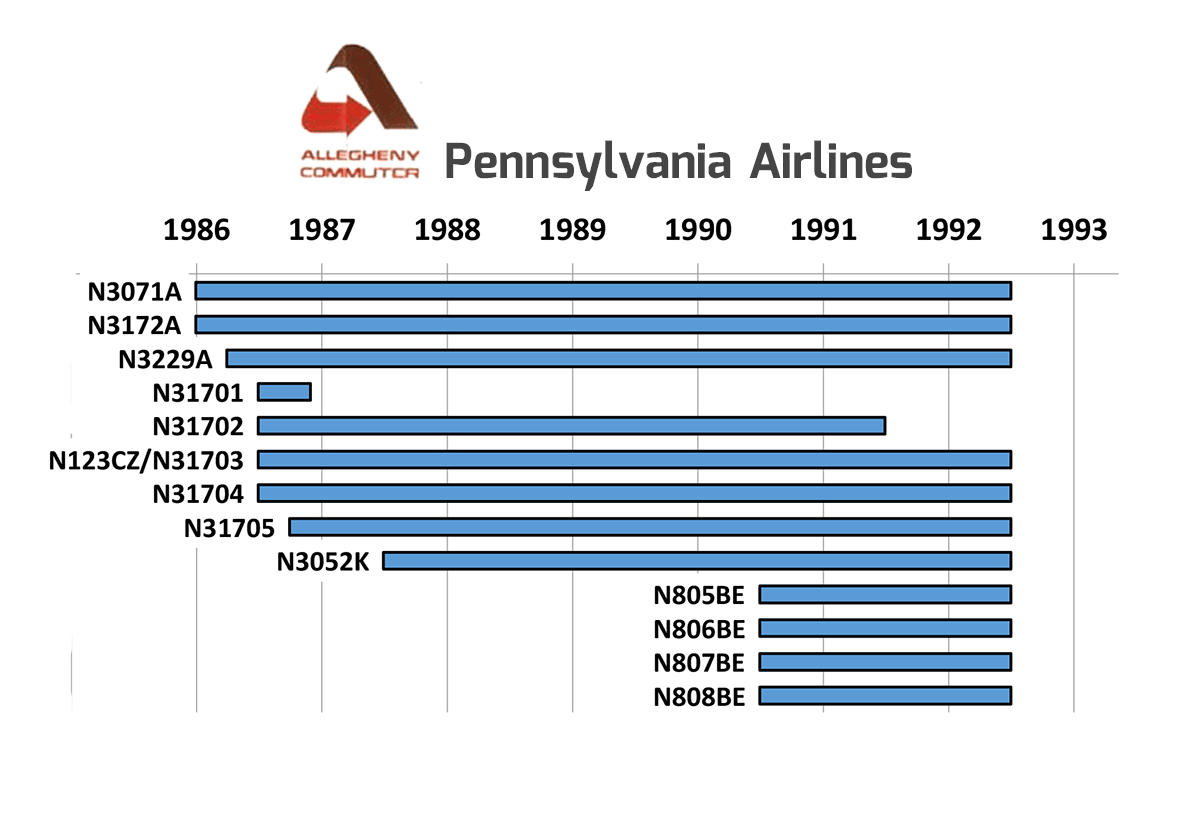 ALLEGHENY
COMMUTER
Pennsylvania Airlines
1986 1987 1988 1989 1990 1991 1992 1993
N3071A
N3172A
N3229A
N31701
N31702
N123CZ/N31703
N31704
N31705
N3052K
N805BE
N806BE
N807BE
N808BE